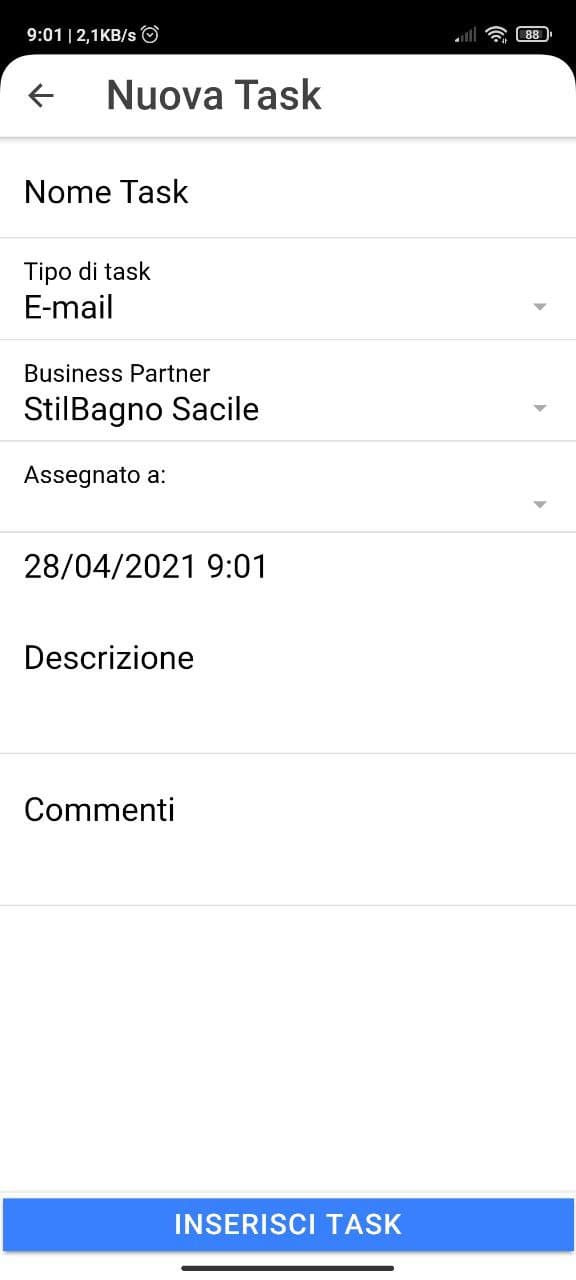 9:01 | 2,1KB/s
88
Nuova Task
Nome Task
Tipo di task
E-mail
Business Partner
StilBagno Sacile
Assegnato a:
28/04/2021 9:01
Descrizione
Commenti
INSERISCI TASK